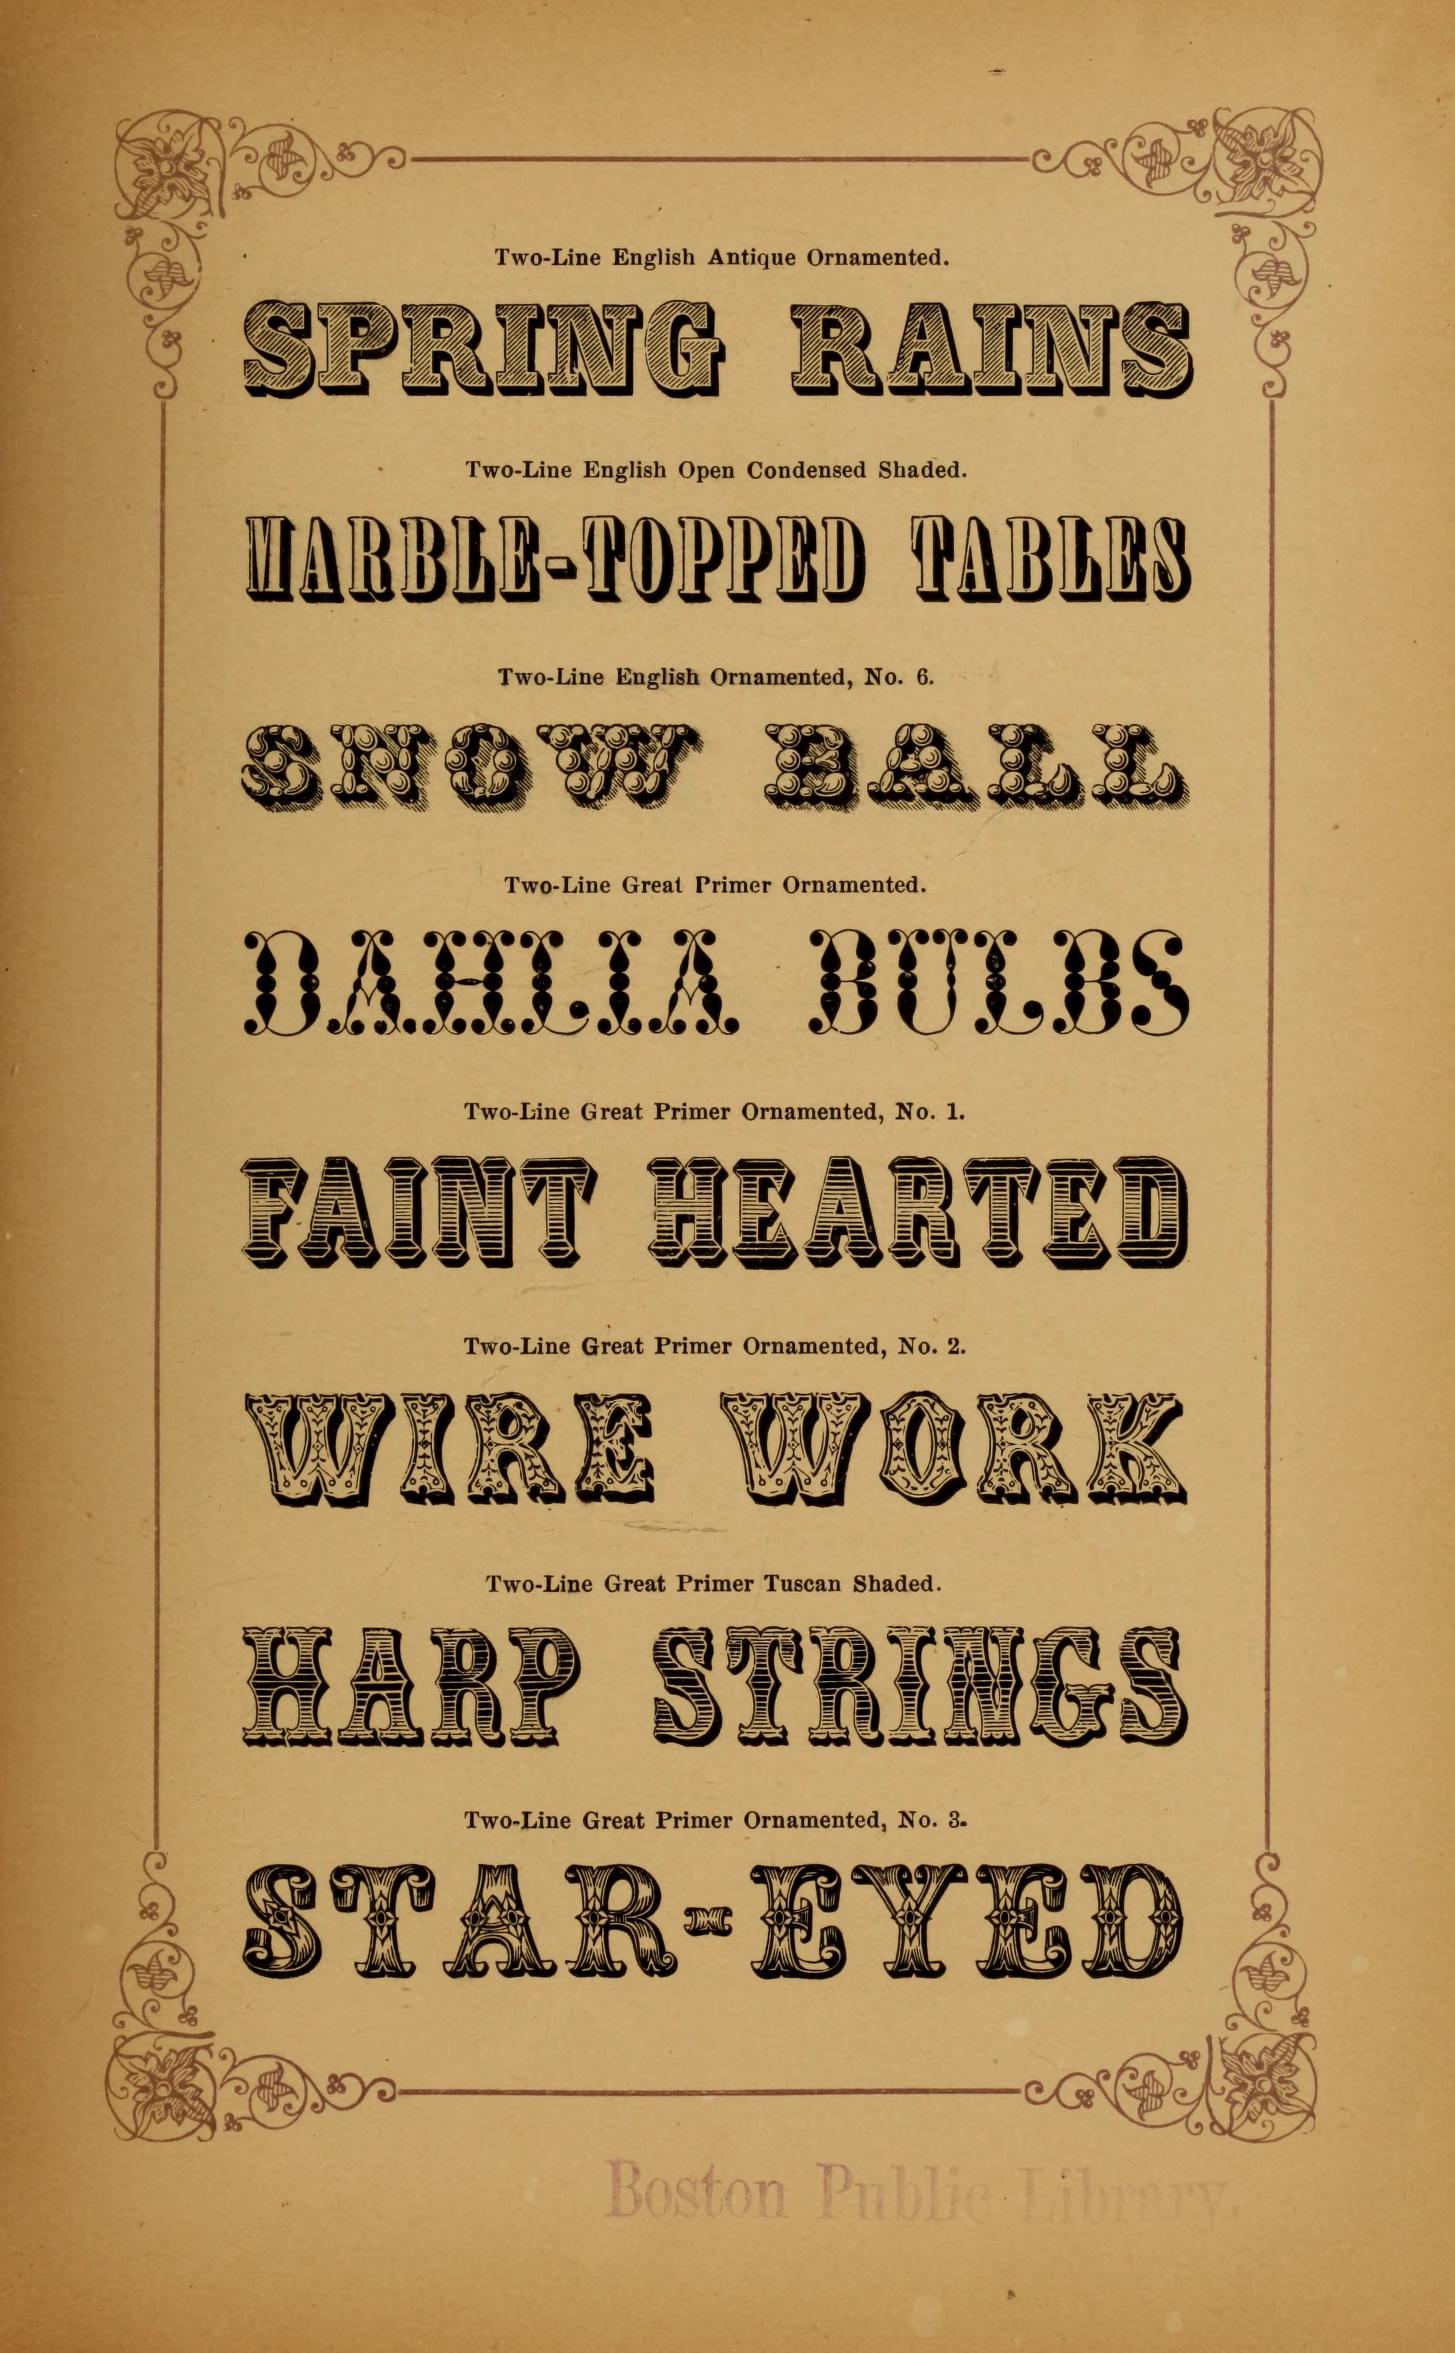 Two-Line English Antique Ornamented.
SPRING RAINS
Two-Line English Open Condensed Shaded.
MARBLE-TOPPED TABLES
Two-Line English Ornamented, No. 6.
SNOW BALL
Two-Line Great Primer Ornamented.
DAHLIA BULBS
Two-Line Great Primer Ornamented, No. 1.
FAINT HEARTED
Two-Line Great Primer Ornamented, No. 2.
WIRE WORK
Two-Line Great Primer Tuscan Shaded.
HARP STRINGS
Two-Line Great Primer Ornamented, No. 3.
STAR-EYED
Boston Public Library.